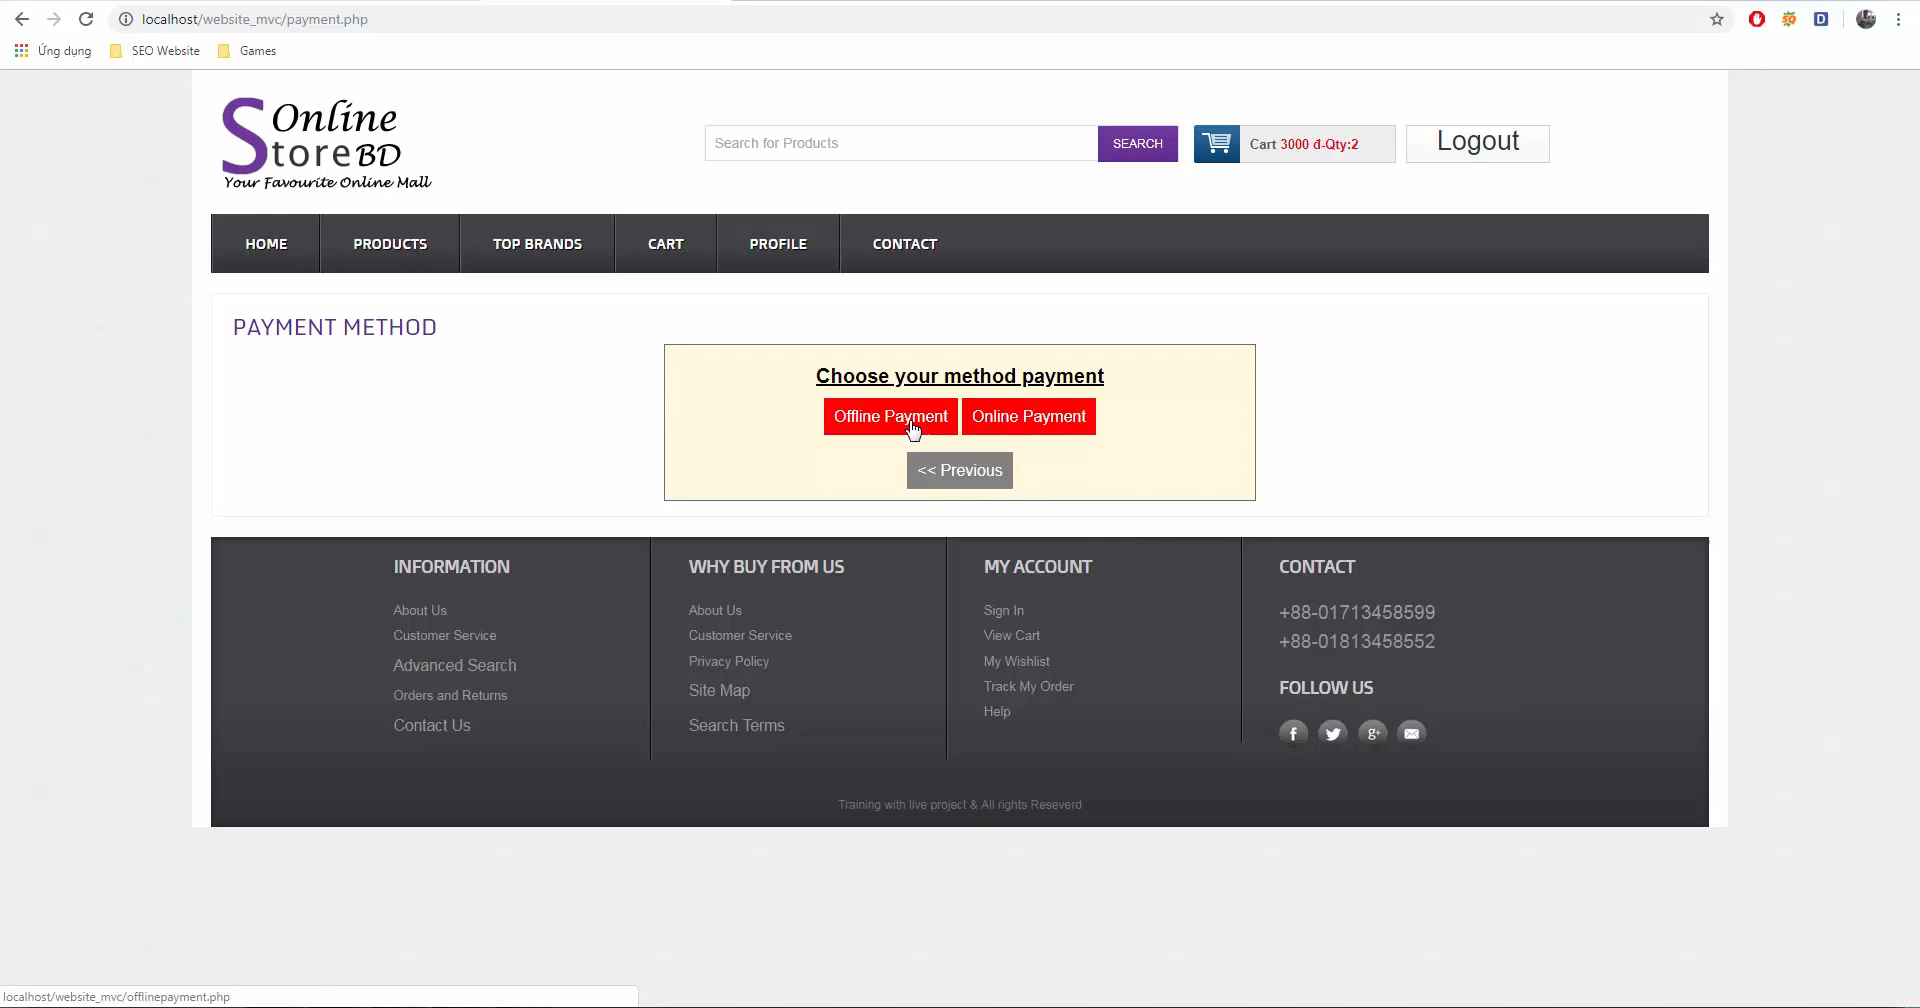 localhost/website_mvc/payment.php
Ứng dụng SEO Website Games
Online
Store BD
Your Favourite Online Mall
Search for Products SEARCH Cart 3000 đ-Qty:2 Logout
HOME PRODUCTS TOP BRANDS CART PROFILE CONTACT
PAYMENT METHOD
Choose your method payment
Offline Payment Online Payment
<< Previous
INFORMATION
About Us
Customer Service
Advanced Search
Orders and Returns
Contact Us
WHY BUY FROM US
About Us
Customer Service
Privacy Policy
Site Map
Search Terms
MY ACCOUNT
Sign In
View Cart
My Wishlist
Track My Order
Help
CONTACT
+88-01713458599
+88-01813458552
FOLLOW US
Training with live project & All rights Reseverd
localhost/website_mvc/offlinepayment.php